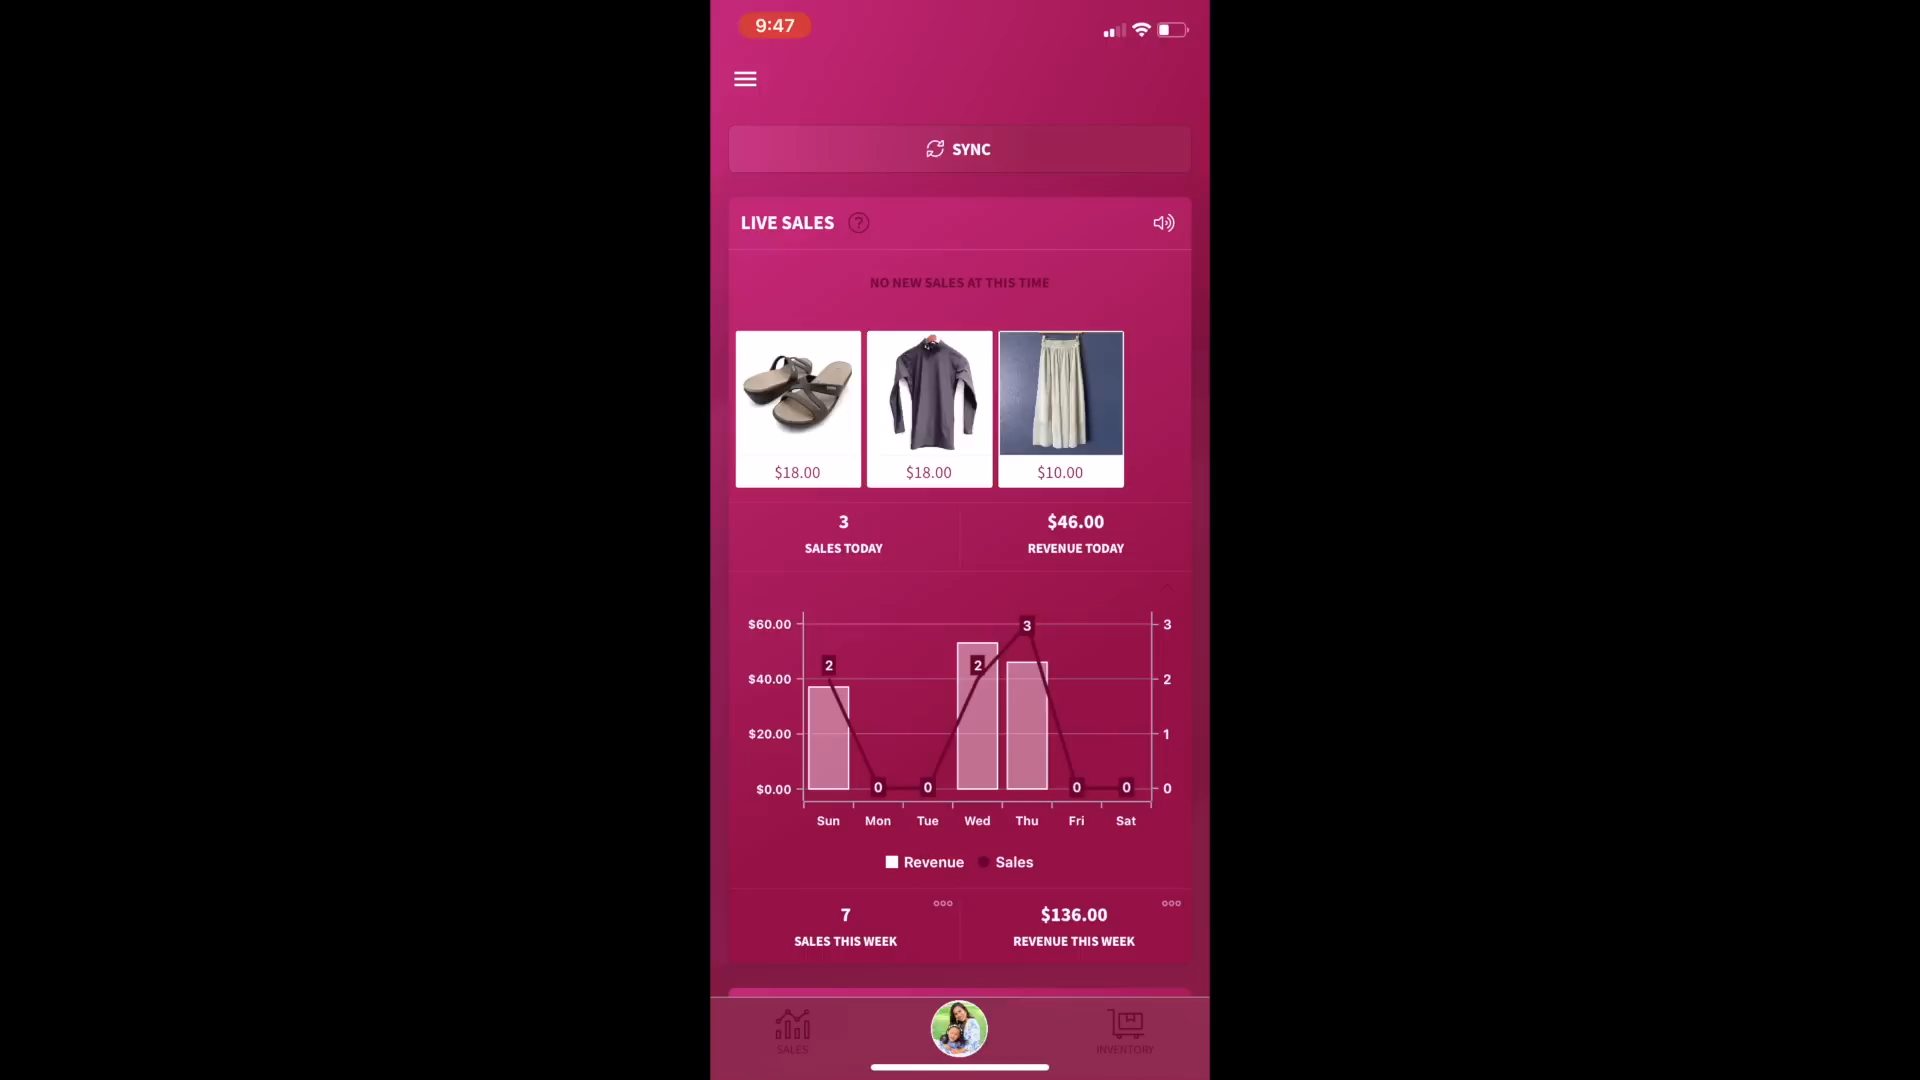 9:47
SYNC
LIVE SALES ?
NO NEW SALES AT THIS TIME
$18.00 $18.00 $10.00
3 $46.00
SALES TODAY REVENUE TODAY
$60.00 3 3
2 2
$40.00 2
$20.00 1
$0.00 0 0 0 0 0
Sun Mon Tue Wed Thu Fri Sat
Revenue Sales
7 $136.00
SALES THIS WEEK REVENUE THIS WEEK
SALES INVENTORY